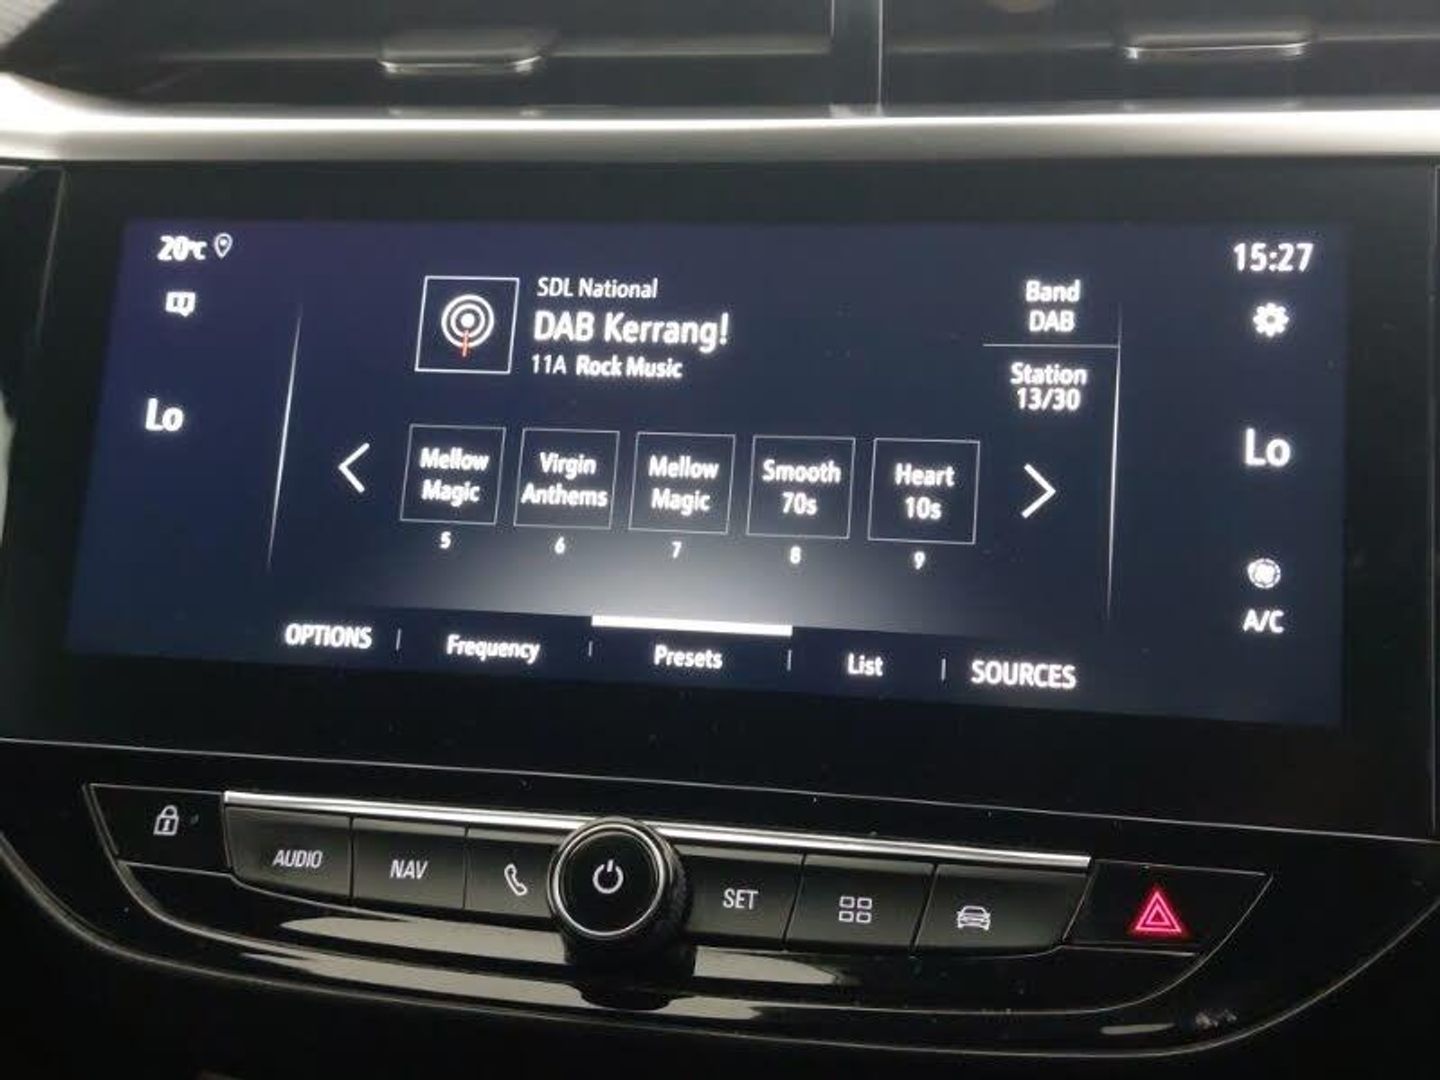 20°C
15:27
SDL National
DAB Kerrang!
11A Rock Music
Band
DAB
Station
13/30
Lo
Lo
Mellow
Magic
5
Virgin
Anthems
6
Mellow
Magic
7
Smooth
70s
8
Heart
10s
9
A/C
OPTIONS
Frequency
Presets
List
SOURCES
AUDIO
NAV
SET